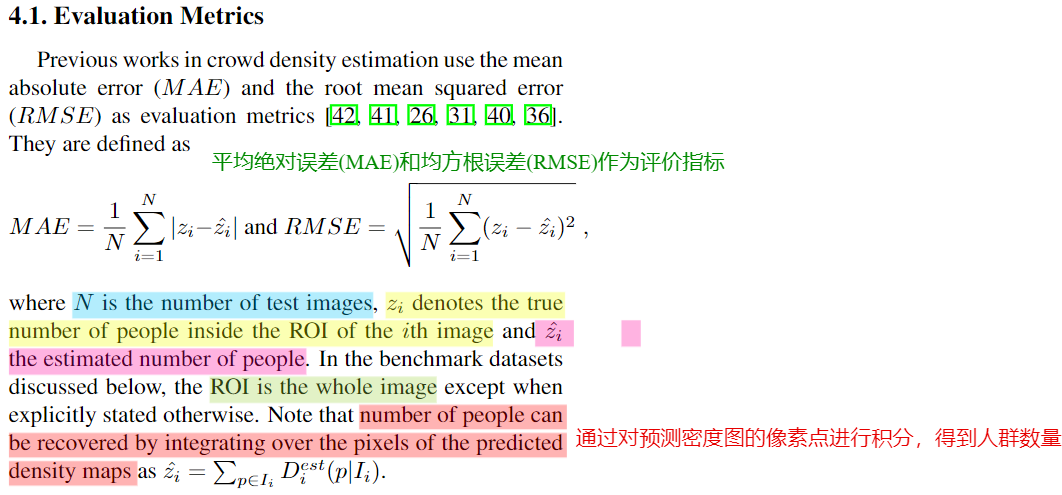 4.1. Evaluation Metrics
Previous works in crowd density estimation use the mean
absolute error (MAE) and the root mean squared error
(RMSE) as evaluation metrics [42, 41, 26, 31, 40, 36].
They are defined as
平均绝对误差(MAE)和均方根误差(RMSE)作为评价指标
MAE = \frac{1}{N} \sum_{i=1}^{N} |z_i - \hat{z}_i| and RMSE = \sqrt{\frac{1}{N} \sum_{i=1}^{N} (z_i - \hat{z}_i)^2} ,
where N is the number of test images, z_i denotes the true
number of people inside the ROI of the ith image and \hat{z}_i
the estimated number of people. In the benchmark datasets
discussed below, the ROI is the whole image except when
explicitly stated otherwise. Note that number of people can
be recovered by integrating over the pixels of the predicted
通过对预测密度图的像素点进行积分，得到人群数量
density maps as \hat{z}_i = \sum_{p \in I_i} D_i^{est}(p|I_i).